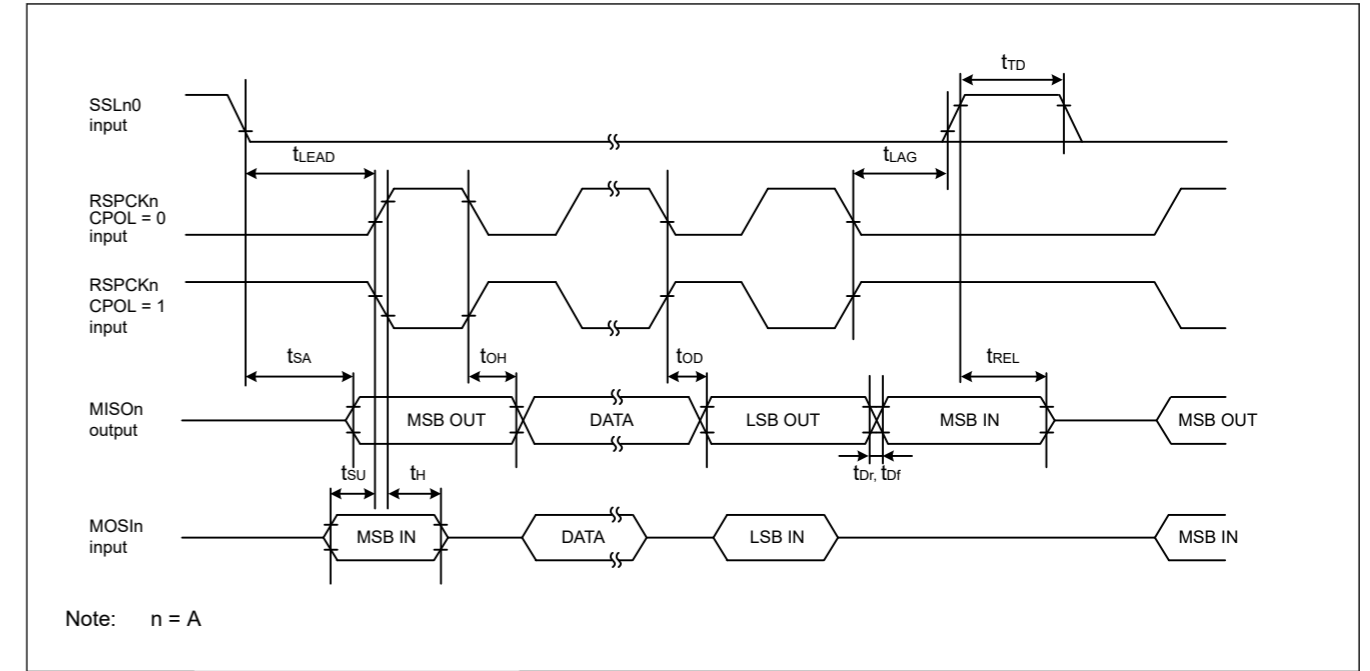 tTD
SSLn0
input
tLEAD
tLAG
RSPCKn
CPOL = 0
input
RSPCKn
CPOL = 1
input
tSA
tOH
tOD
tREL
MISOn
output
MSB OUT
DATA
LSB OUT
MSB IN
MSB OUT
tSU
tH
tDr, tDf
MOSIn
input
MSB IN
DATA
LSB IN
MSB IN
Note: n = A